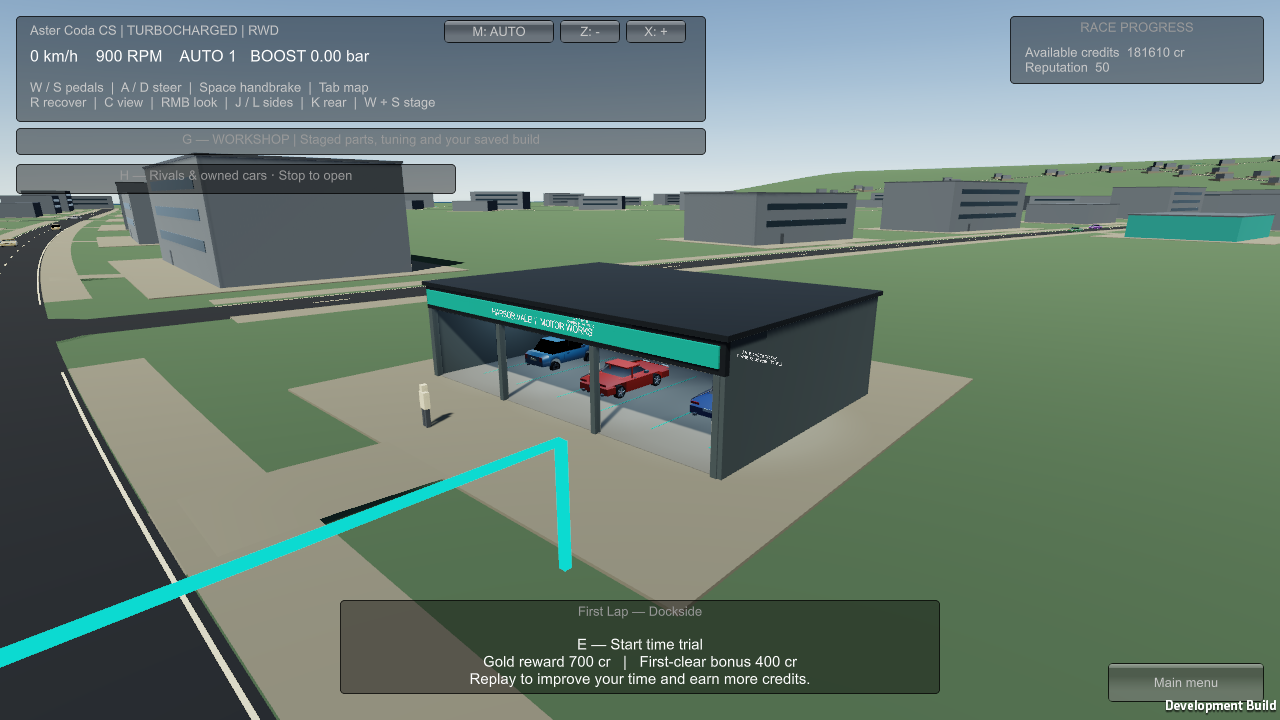 Aster Coda CS | TURBOCHARGED | RWD
M: AUTO
Z: -
X: +
0 km/h 900 RPM AUTO 1 BOOST 0.00 bar
W / S pedals | A / D steer | Space handbrake | Tab map
R recover | C view | RMB look | J / L sides | K rear | W + S stage
G — WORKSHOP | Staged parts, tuning and your saved build
H — Rivals & owned cars · Stop to open
RACE PROGRESS
Available credits 181610 cr
Reputation 50
MOTOR WORKS
First Lap — Dockside
E — Start time trial
Gold reward 700 cr | First-clear bonus 400 cr
Replay to improve your time and earn more credits.
Main menu
Development Build